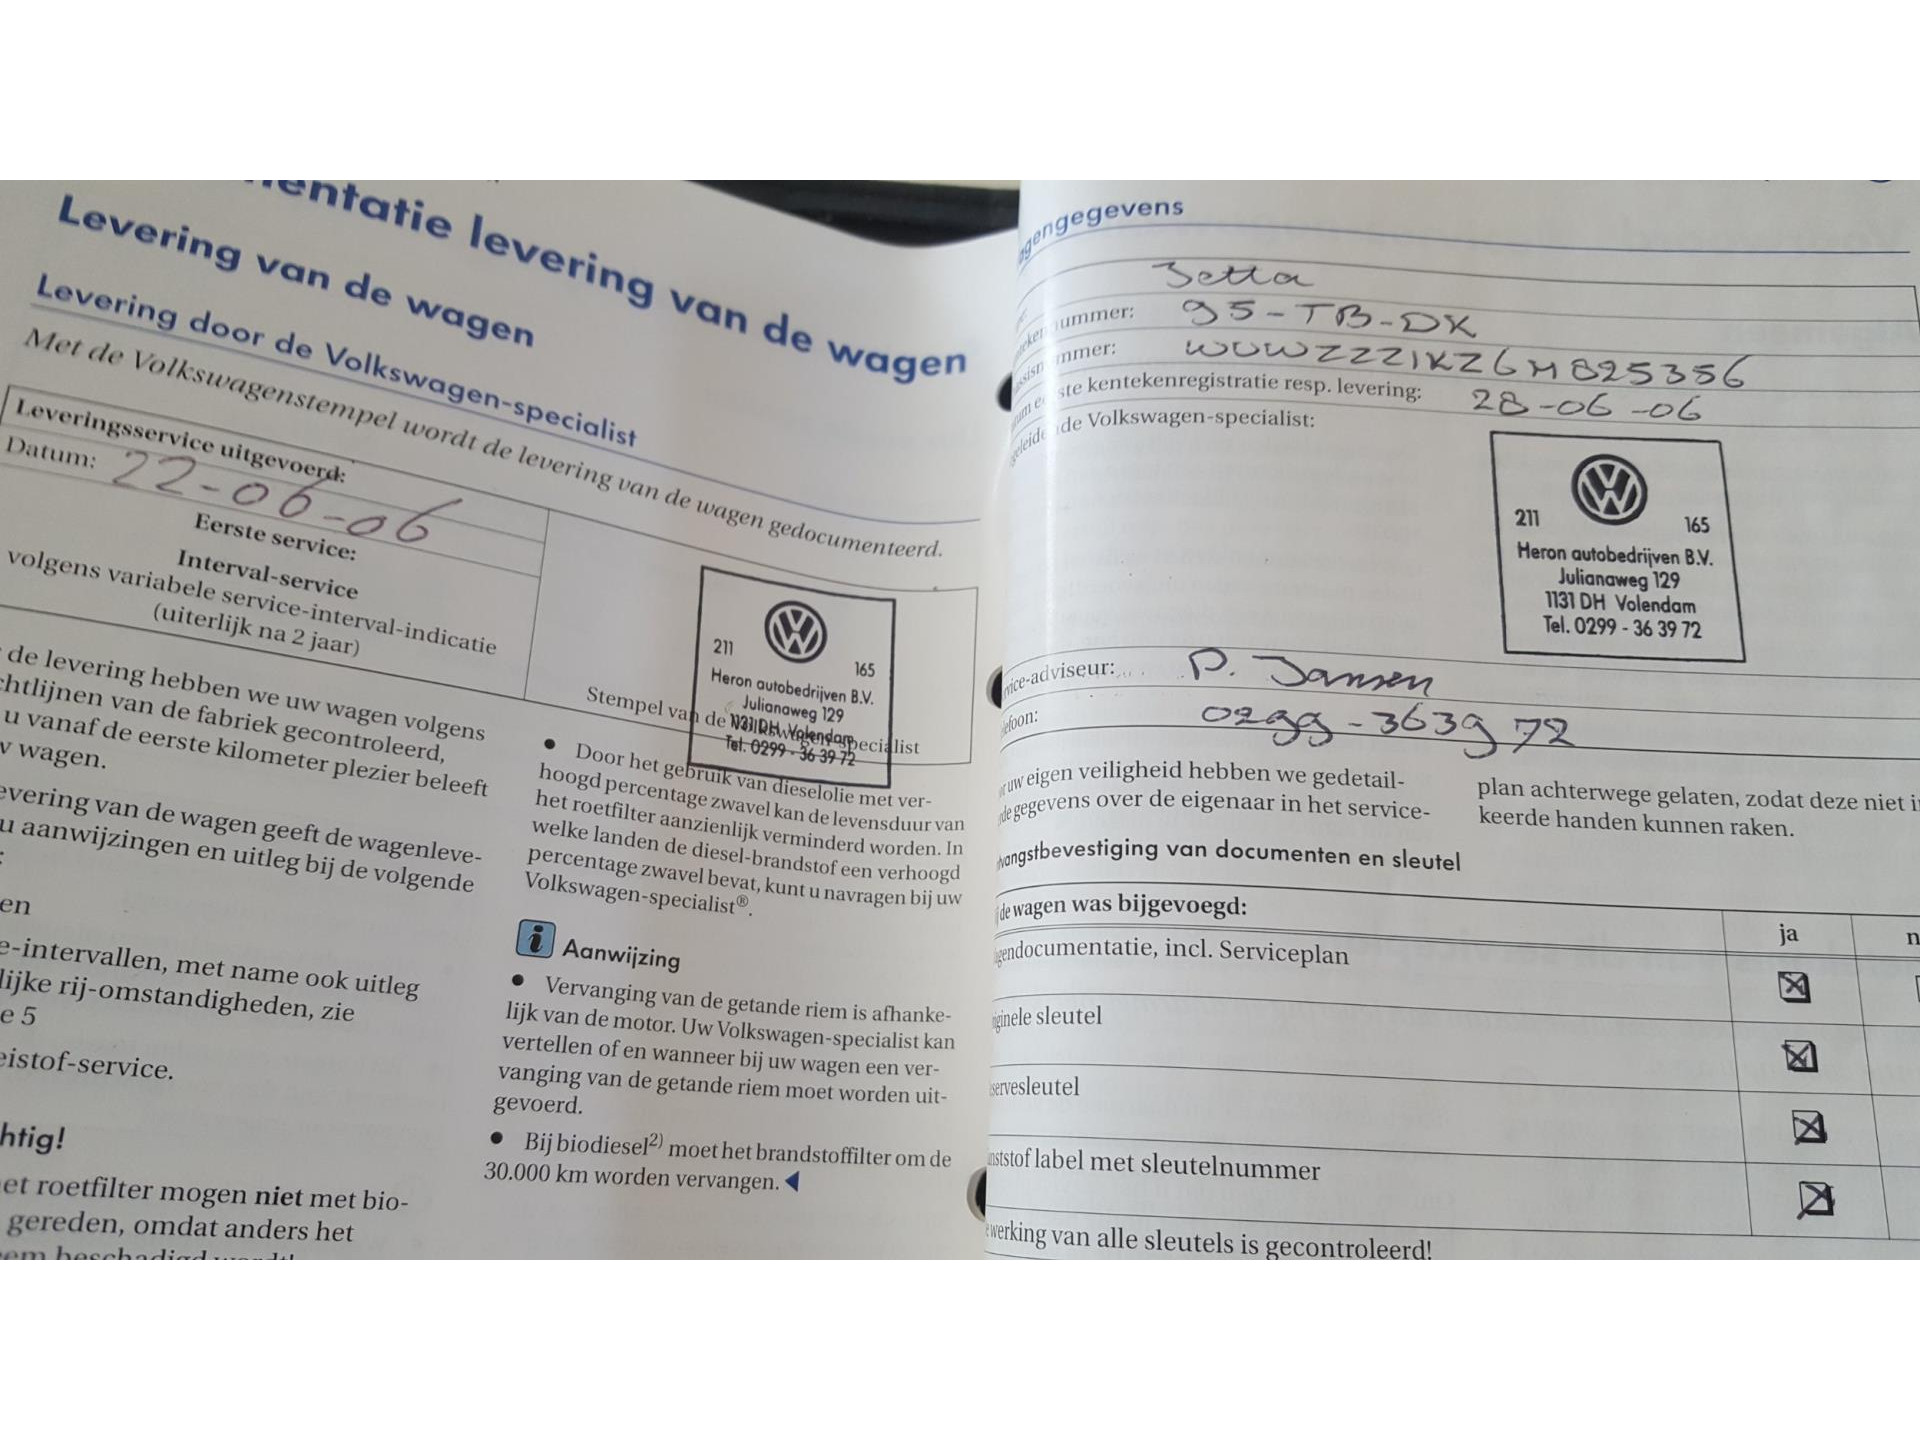 mentatie levering van de wagen
Levering van de wagen
Levering door de Volkswagen-specialist
Met de Volkswagenstempel wordt de levering van de wagen gedocumenteerd.
Leveringsservice uitgevoerd:
Datum: 22-06-06
Eerste service:
Interval-service
volgens variabele service-interval-indicatie
(uiterlijk na 2 jaar)
211 165
Heron autobedrijven B.V.
Julianaweg 129
1131 DH Volendam
Tel. 0299 - 36 39 72
Stempel van de Volkswagen-specialist
de levering hebben we uw wagen volgens
chtlijnen van de fabriek gecontroleerd,
u vanaf de eerste kilometer plezier beleeft
w wagen.
evering van de wagen geeft de wagenleve-
u aanwijzingen en uitleg bij de volgende
:
en
e-intervallen, met name ook uitleg
lijke rij-omstandigheden, zie
e 5
eistof-service.
htig!
et roetfilter mogen niet met bio-
gereden, omdat anders het
eem beschadigd wordt!
• Door het gebruik van dieselolie met ver-
hoogd percentage zwavel kan de levensduur van
het roetfilter aanzienlijk verminderd worden. In
welke landen de diesel-brandstof een verhoogd
percentage zwavel bevat, kunt u navragen bij uw
Volkswagen-specialist®.
i Aanwijzing
• Vervanging van de getande riem is afhanke-
lijk van de motor. Uw Volkswagen-specialist kan
vertellen of en wanneer bij uw wagen een ver-
vanging van de getande riem moet worden uit-
gevoerd.
• Bij biodiesel2) moet het brandstoffilter om de
30.000 km worden vervangen.
agengegevens
Jetta
nummer: 95-TB-DK
mmer: WVWZZZ1KZ6M825356
ste kentekenregistratie resp. levering: 28-06-06
de Volkswagen-specialist:
211 165
Heron autobedrijven B.V.
Julianaweg 129
1131 DH Volendam
Tel. 0299 - 36 39 72
vice-adviseur: P. Jansen
efoon: 0299-363972
uw eigen veiligheid hebben we gedetail-
de gegevens over de eigenaar in het service-
plan achterwege gelaten, zodat deze niet in
keerde handen kunnen raken.
vangstbevestiging van documenten en sleutel
de wagen was bijgevoegd: ja n
gendocumentatie, incl. Serviceplan
iginele sleutel
servesleutel
nststof label met sleutelnummer
werking van alle sleutels is gecontroleerd!